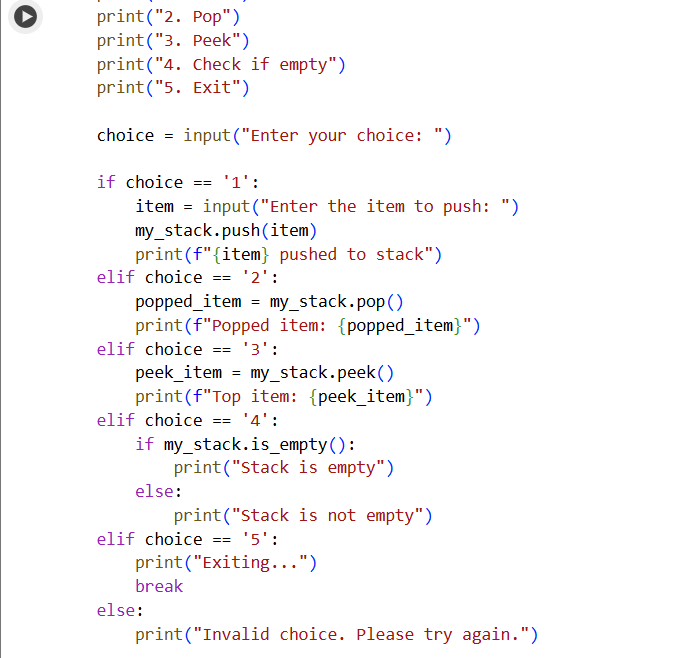 print("2. Pop")
print("3. Peek")
print("4. Check if empty")
print("5. Exit")
choice = input("Enter your choice: ")
if choice == '1':
    item = input("Enter the item to push: ")
    my_stack.push(item)
    print(f"{item} pushed to stack")
elif choice == '2':
    popped_item = my_stack.pop()
    print(f"Popped item: {popped_item}")
elif choice == '3':
    peek_item = my_stack.peek()
    print(f"Top item: {peek_item}")
elif choice == '4':
    if my_stack.is_empty():
        print("Stack is empty")
    else:
        print("Stack is not empty")
elif choice == '5':
    print("Exiting...")
    break
else:
    print("Invalid choice. Please try again.")